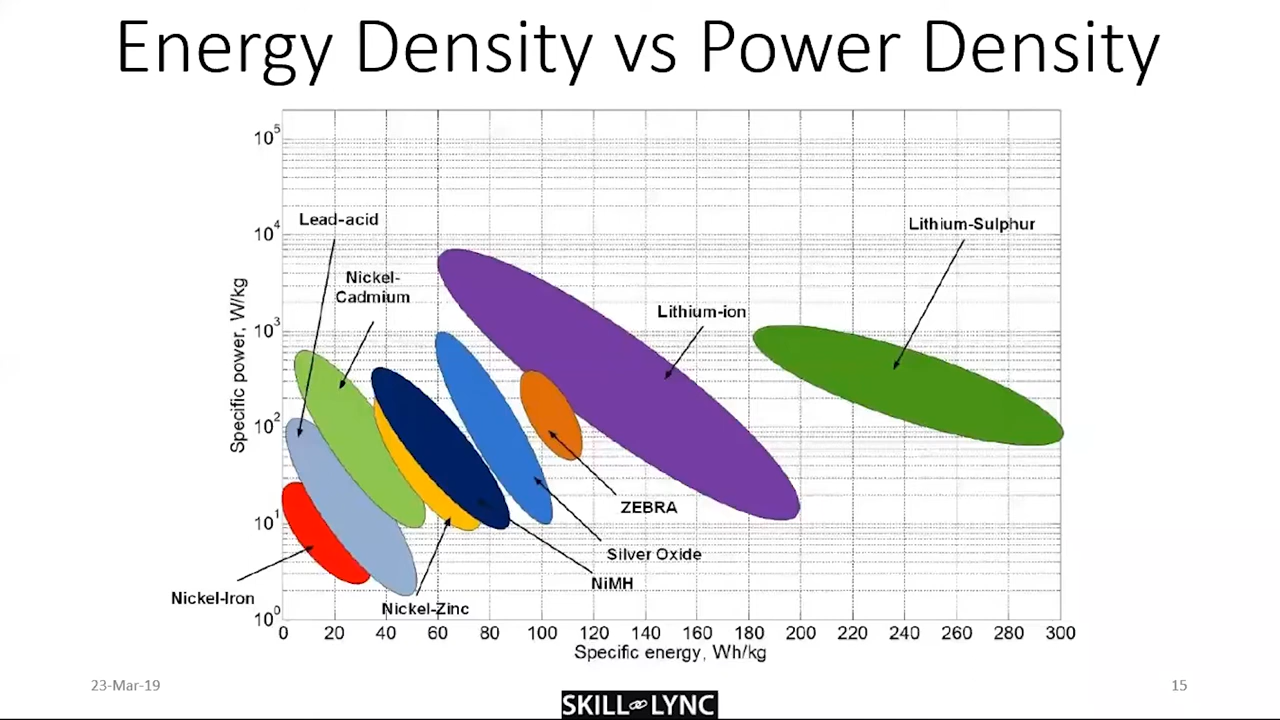 Energy Density vs Power Density
10^5
Lead-acid
10^4
Lithium-Sulphur
Nickel-
Cadmium
Lithium-ion
10^3
Specific power, W/kg
10^2
ZEBRA
10^1
Silver Oxide
NiMH
Nickel-Iron
Nickel-Zinc
10^0
0 20 40 60 80 100 120 140 160 180 200 220 240 260 280 300
Specific energy, Wh/kg
23-Mar-19
15
SKILL LYNC